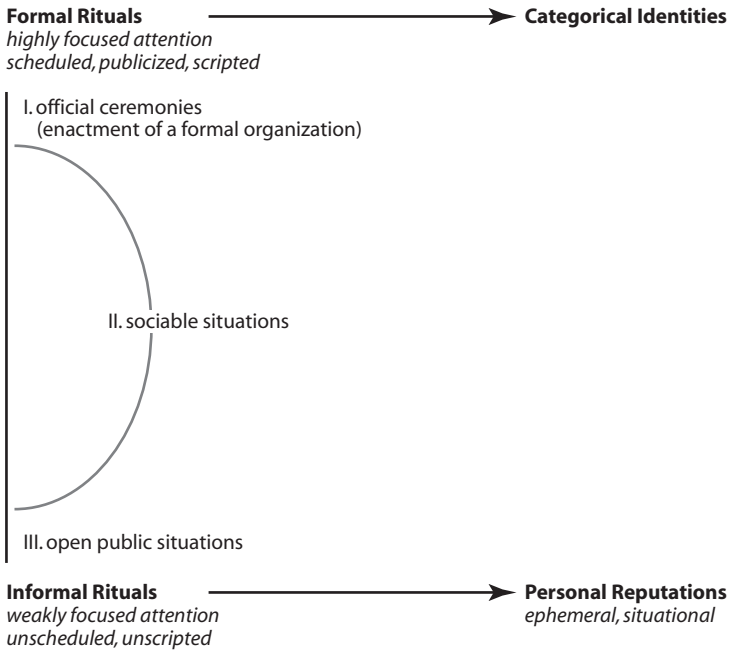 Formal Rituals
Categorical Identities
highly focused attention
scheduled, publicized, scripted
I. official ceremonies
(enactment of a formal organization)
II. sociable situations
III. open public situations
Informal Rituals
Personal Reputations
weakly focused attention
ephemeral, situational
unscheduled, unscripted